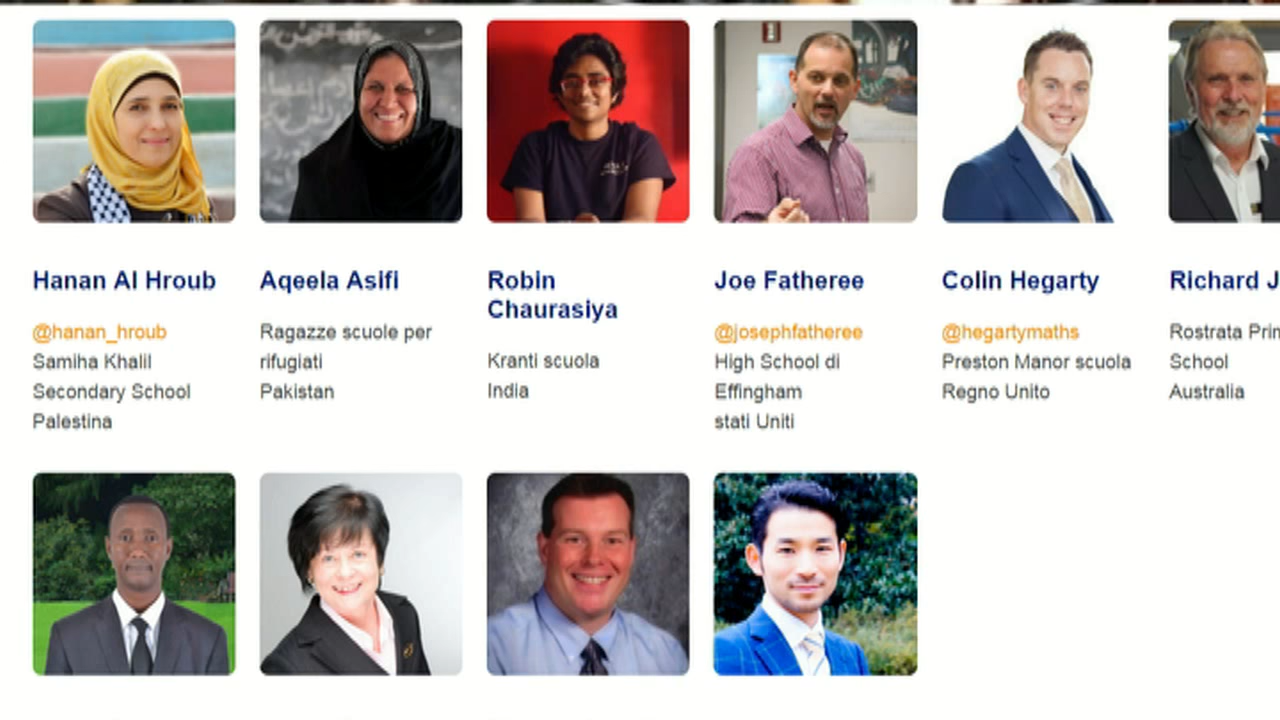 Hanan Al Hroub
@hanan_hroub
Samiha Khalil
Secondary School
Palestina
Aqeela Asifi
Ragazze scuole per
rifugiati
Pakistan
Robin
Chaurasiya
Kranti scuola
India
Joe Fatheree
@josephfatheree
High School di
Effingham
stati Uniti
Colin Hegarty
@hegartymaths
Preston Manor scuola
Regno Unito
Richard J
Rostrata Prin
School
Australia